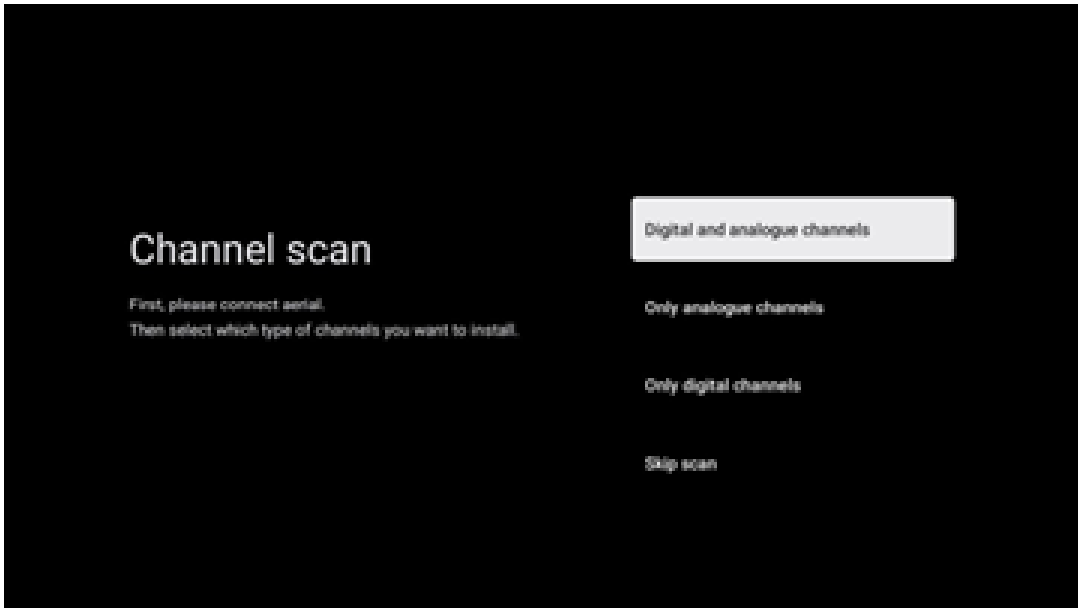 Channel scan
First, please connect aerial.
Then select which type of channels you want to install.
Digital and analogue channels
Only analogue channels
Only digital channels
Skip scan